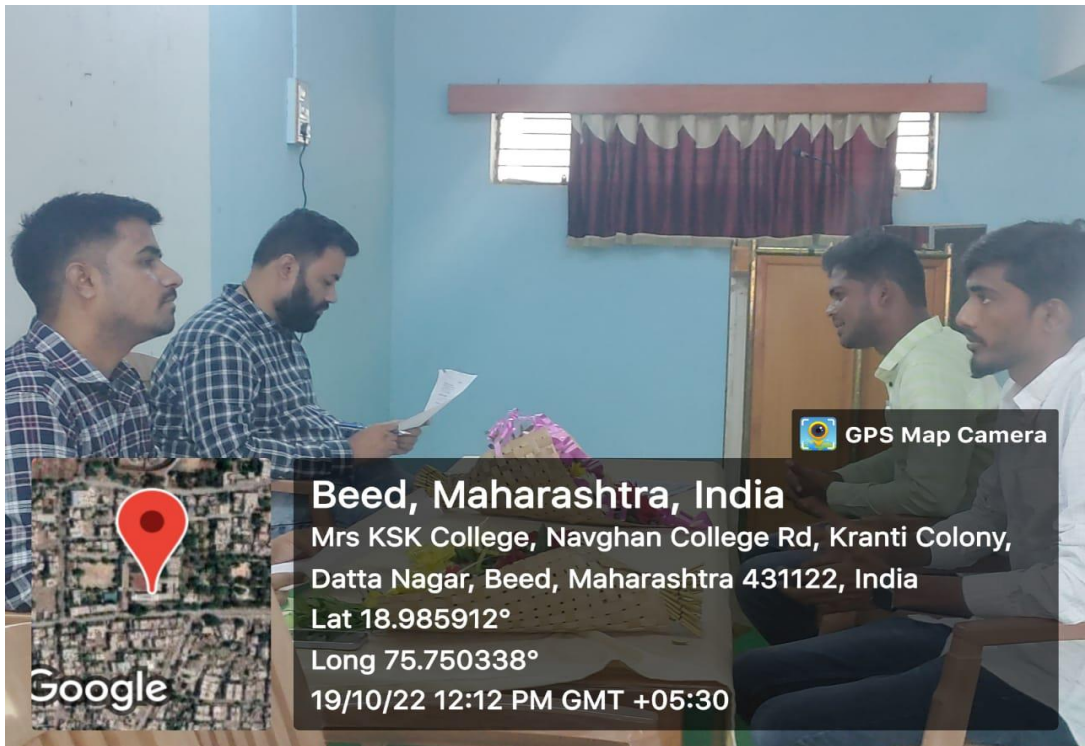 GPS Map Camera
Beed, Maharashtra, India
Mrs KSK College, Navghan College Rd, Kranti Colony,
Datta Nagar, Beed, Maharashtra 431122, India
Lat 18.985912°
Long 75.750338°
19/10/22 12:12 PM GMT +05:30
Google